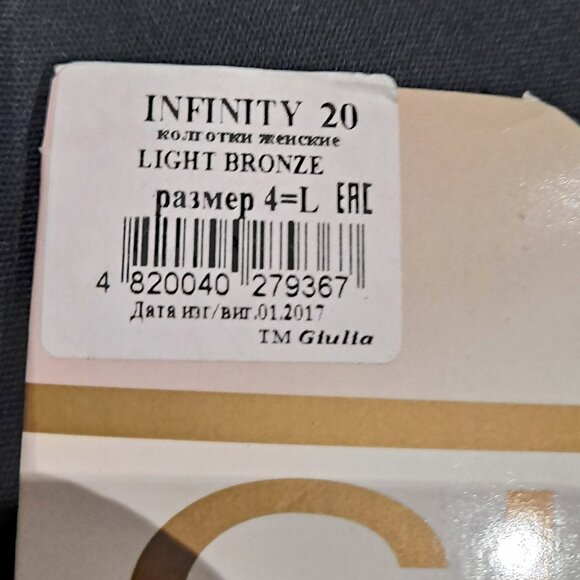 INFINITY 20
колготки женские
LIGHT BRONZE
размер 4=L EAC
4 820040 279367
Дата изг/виг.01.2017
TM Giulia